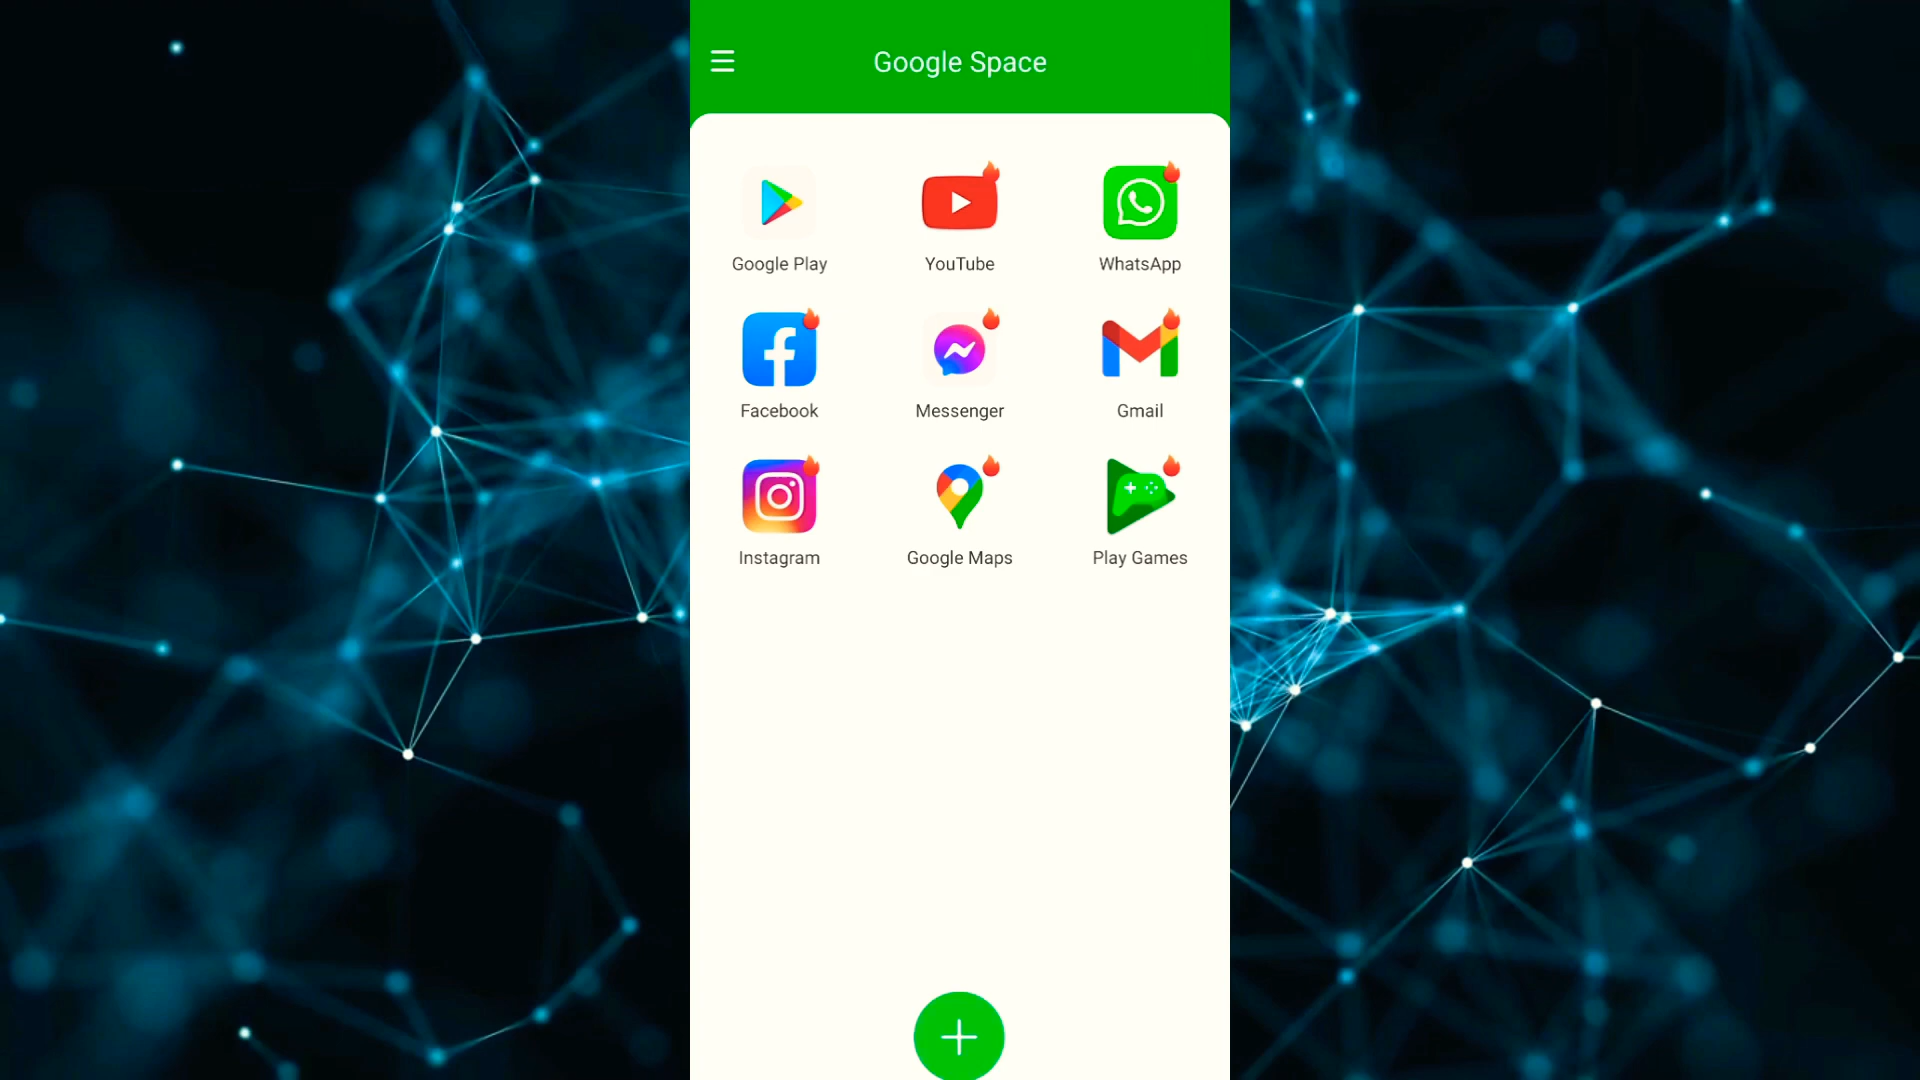 Google Space
Google Play
YouTube
WhatsApp
Facebook
Messenger
Gmail
Instagram
Google Maps
Play Games